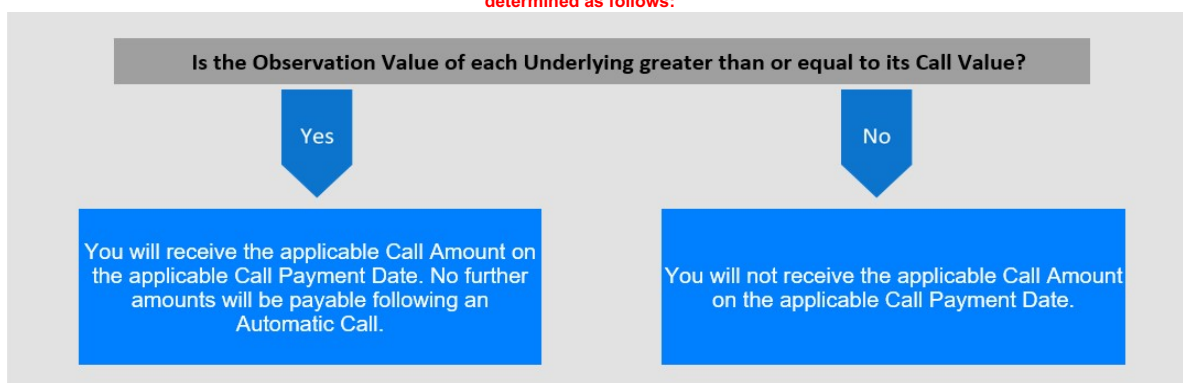 determined as follows:
Is the Observation Value of each Underlying greater than or equal to its Call Value?
Yes
No
You will receive the applicable Call Amount on
the applicable Call Payment Date. No further
amounts will be payable following an
Automatic Call.
You will not receive the applicable Call Amount
on the applicable Call Payment Date.